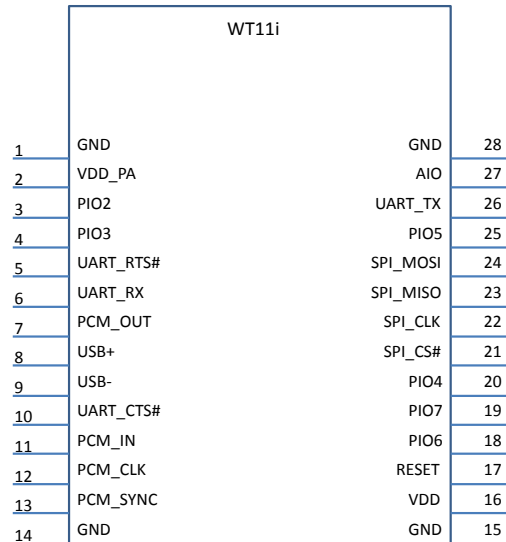 WT11i
1 GND GND 28
2 VDD_PA AIO 27
3 PIO2 UART_TX 26
4 PIO3 PIO5 25
5 UART_RTS# SPI_MOSI 24
6 UART_RX SPI_MISO 23
7 PCM_OUT SPI_CLK 22
8 USB+ SPI_CS# 21
9 USB- PIO4 20
10 UART_CTS# PIO7 19
11 PCM_IN PIO6 18
12 PCM_CLK RESET 17
13 PCM_SYNC VDD 16
14 GND GND 15